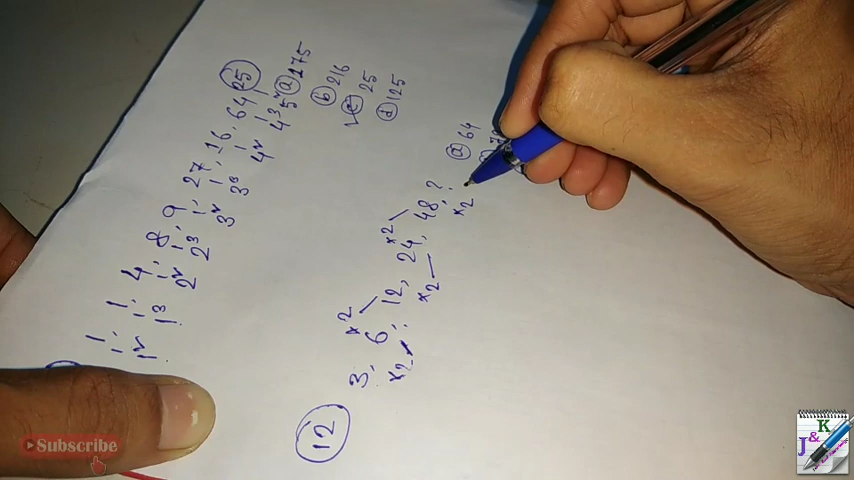 1, 1, 4, 8, 9, 27, 16, 64, 25
1² 1³ 2² 2³ 3² 3³ 4² 4³ 5²
ⓐ 175
ⓑ 216
✓ⓒ 25
ⓓ 125
⑫ 3, 6, 12, 24, 48, ?
×2 ×2 ×2 ×2 ×2
ⓐ 64
Subscribe
J&K